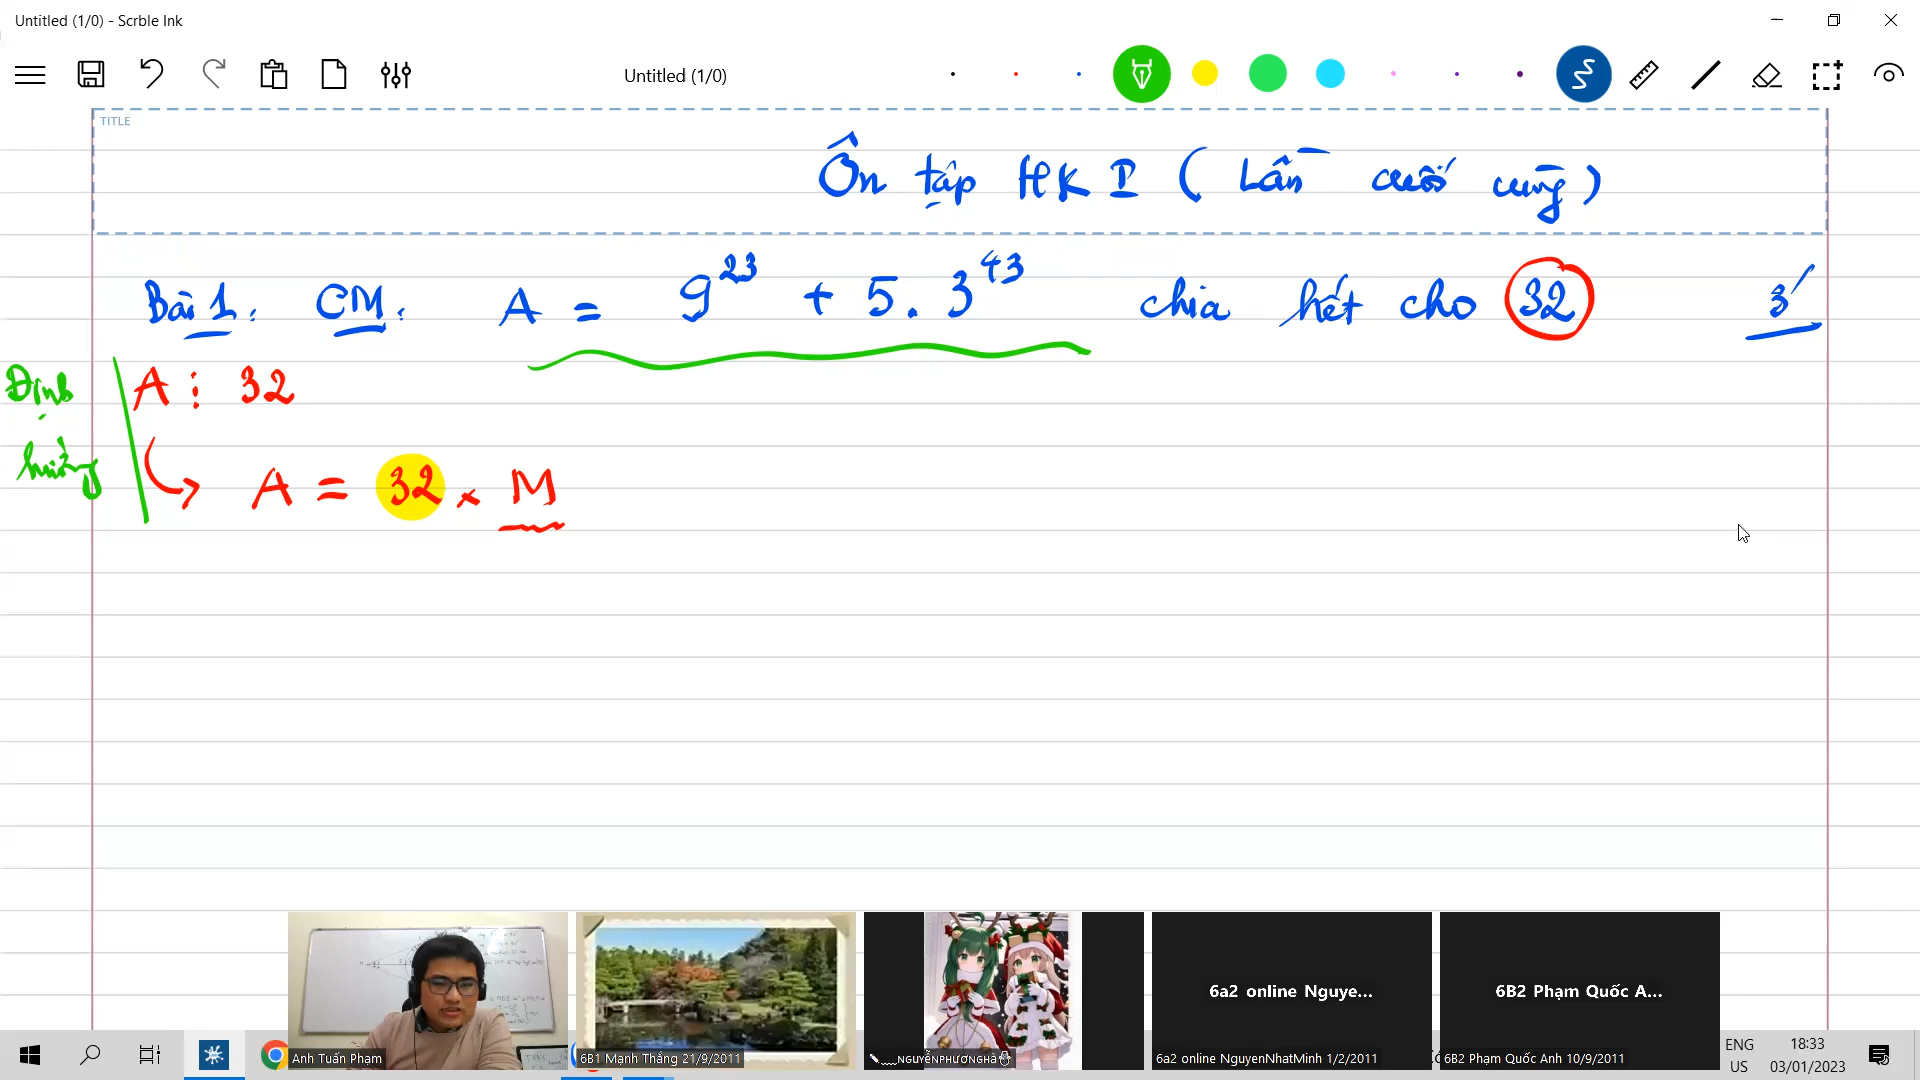 Untitled (1/0) - Scrble Ink
Untitled (1/0)
TITLE
Ôn tập HK I (Lần cuối cùng)
Bài 1: CM: A = 9^23 + 5. 3^43 chia hết cho 32 3'
Định hướng
A ⋮ 32
A = 32 × M
6a2 online Nguye...
6B2 Phạm Quốc A...
Anh Tuấn Phạm
6B1 Mạnh Thắng 21/9/2011
NGUYỄNPHƯƠNGHÀ
6a2 online NguyenNhatMinh 1/2/2011
6B2 Phạm Quốc Anh 10/9/2011
ENG
US
18:33
03/01/2023